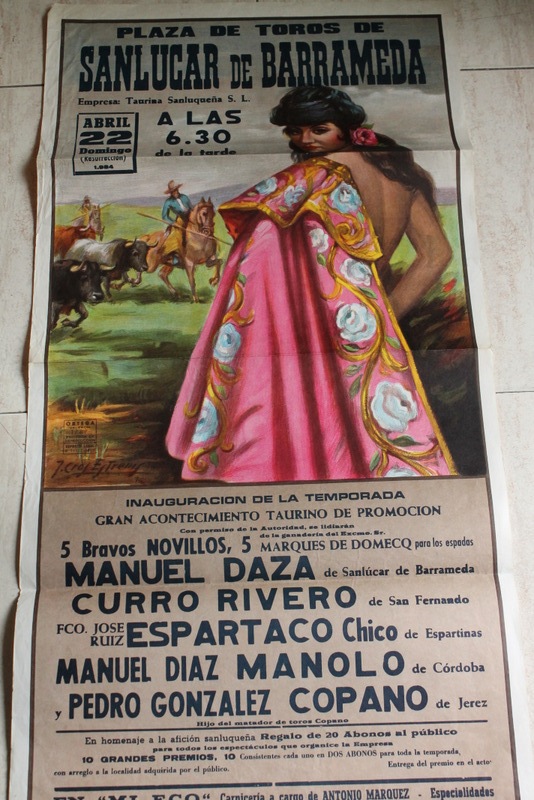 PLAZA DE TOROS DE
SANLUCAR DE BARRAMEDA
Empresa: Taurina Sanluqueña S. L.
ABRIL
22
Domingo
(Resurrección)
1.984
A LAS
6.30
de la tarde
ORTEGA
J. Cros Estrems
INAUGURACION DE LA TEMPORADA
GRAN ACONTECIMIENTO TAURINO DE PROMOCION
Con permiso de la Autoridad, se lidiarán
de la ganadería del Excmo. Sr.
5 Bravos NOVILLOS, 5 MARQUES DE DOMECQ para los espadas
MANUEL DAZA de Sanlúcar de Barrameda
CURRO RIVERO de San Fernando
FCO. JOSE RUIZ ESPARTACO Chico de Espartinas
MANUEL DIAZ MANOLO de Córdoba
y PEDRO GONZALEZ COPANO de Jerez
Hijo del matador de toros Copano
En homenaje a la afición sanluqueña Regalo de 20 Abonos al público
para todos los espectáculos que organice la Empresa
10 GRANDES PREMIOS, 10 Consistentes cada uno en DOS ABONOS para toda la temporada,
con arreglo a la localidad adquirida por el público. Entrega del premio en el acto
EN "MI ECO" Carnicería a cargo de ANTONIO MARQUEZ - Especialidades